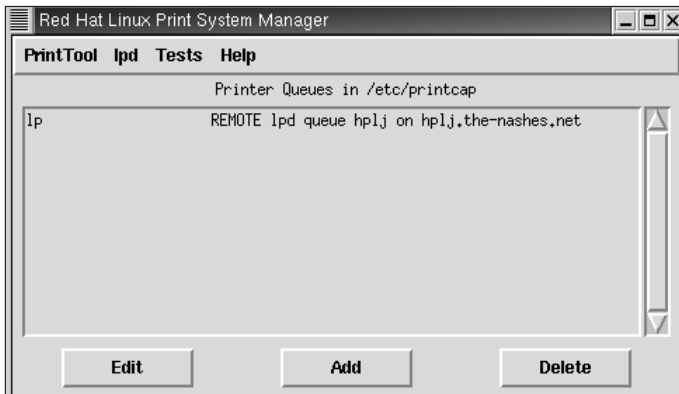 Red Hat Linux Print System Manager
PrintTool lpd Tests Help
Printer Queues in /etc/printcap
lp REMOTE lpd queue hplj on hplj.the-nashes.net
Edit Add Delete